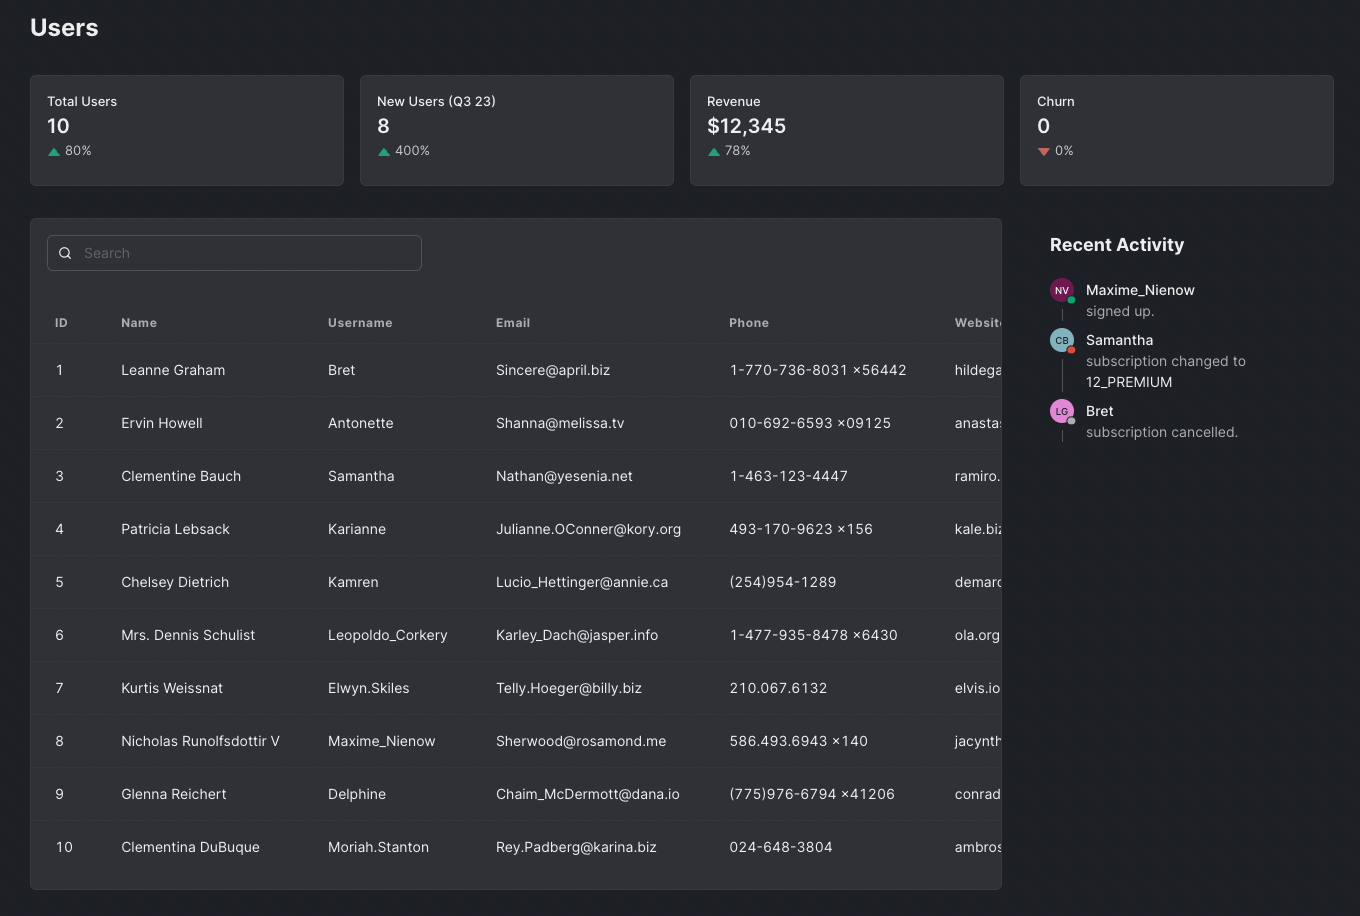 Users
Total Users
10
80%
New Users (Q3 23)
8
400%
Revenue
$12,345
78%
Churn
0
0%
Search
ID Name Username Email Phone Website
1 Leanne Graham Bret Sincere@april.biz 1-770-736-8031 x56442 hildega
2 Ervin Howell Antonette Shanna@melissa.tv 010-692-6593 x09125 anastas
3 Clementine Bauch Samantha Nathan@yesenia.net 1-463-123-4447 ramiro.
4 Patricia Lebsack Karianne Julianne.OConner@kory.org 493-170-9623 x156 kale.biz
5 Chelsey Dietrich Kamren Lucio_Hettinger@annie.ca (254)954-1289 demarc
6 Mrs. Dennis Schulist Leopoldo_Corkery Karley_Dach@jasper.info 1-477-935-8478 x6430 ola.org
7 Kurtis Weissnat Elwyn.Skiles Telly.Hoeger@billy.biz 210.067.6132 elvis.io
8 Nicholas Runolfsdottir V Maxime_Nienow Sherwood@rosamond.me 586.493.6943 x140 jacynth
9 Glenna Reichert Delphine Chaim_McDermott@dana.io (775)976-6794 x41206 conrad
10 Clementina DuBuque Moriah.Stanton Rey.Padberg@karina.biz 024-648-3804 ambros
Recent Activity
NV Maxime_Nienow
signed up.
CB Samantha
subscription changed to
12_PREMIUM
LG Bret
subscription cancelled.